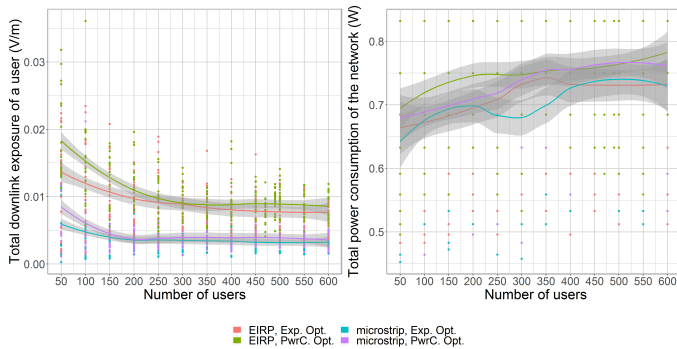 Total downlink exposure of a user (V/m)
0.03
0.02
0.01
0.00
50 100 150 200 250 300 350 400 450 500 550 600
Number of users
Total power consumption of the network (W)
0.8
0.7
0.6
0.5
50 100 150 200 250 300 350 400 450 500 550 600
Number of users
EIRP, Exp. Opt. microstrip, Exp. Opt.
EIRP, PwrC. Opt. microstrip, PwrC. Opt.